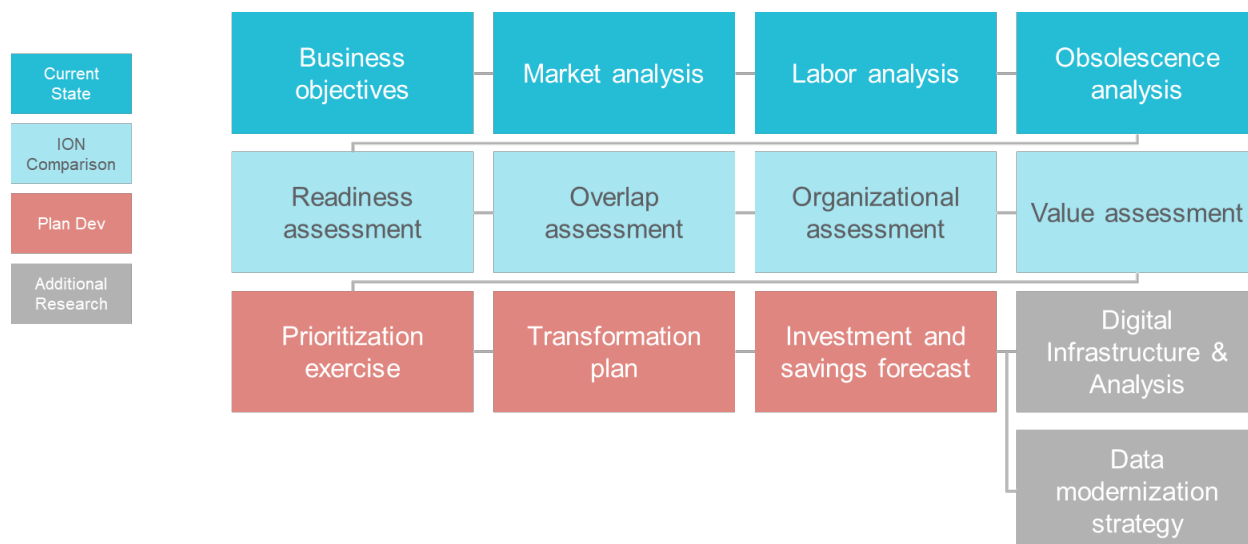 Current
State
ION
Comparison
Plan Dev
Additional
Research
Business
objectives
Market analysis
Labor analysis
Obsolescence
analysis
Readiness
assessment
Overlap
assessment
Organizational
assessment
Value assessment
Prioritization
exercise
Transformation
plan
Investment and
savings forecast
Digital
Infrastructure &
Analysis
Data
modernization
strategy